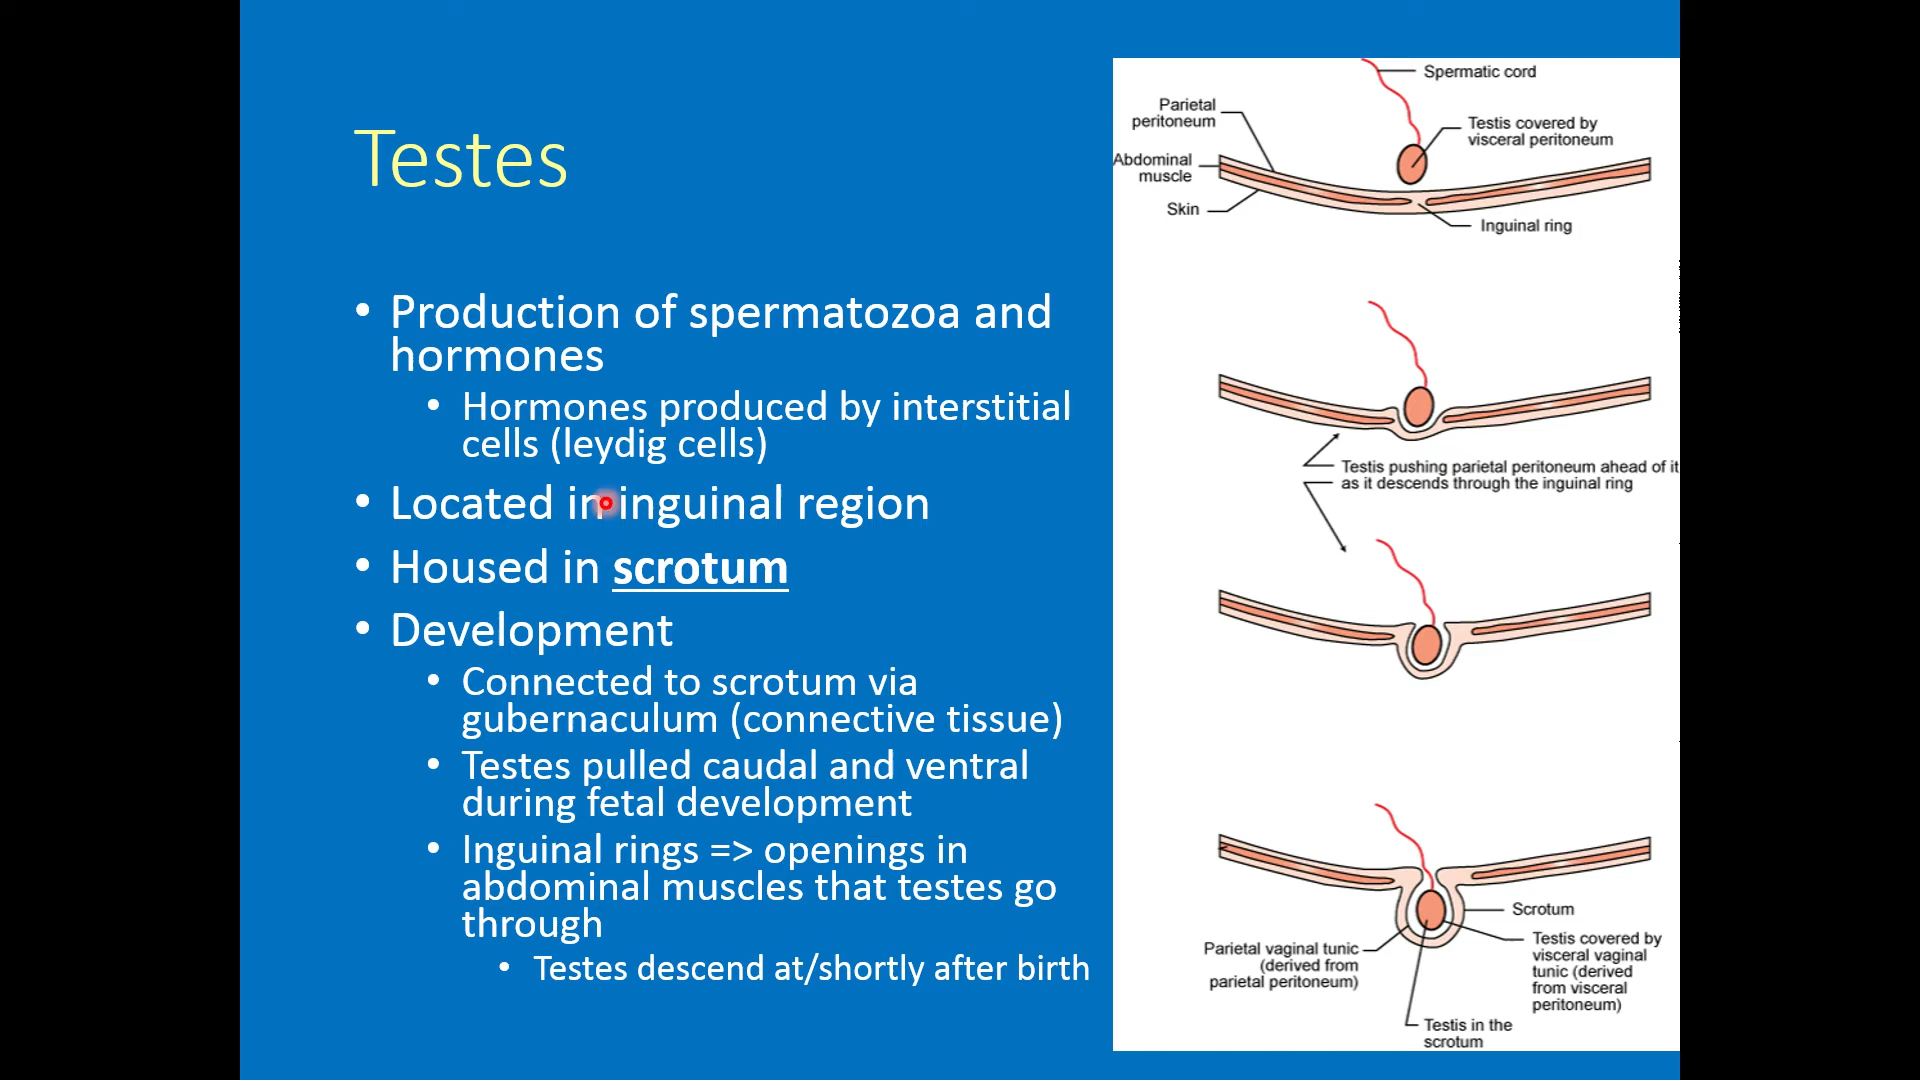 Testes
• Production of spermatozoa and
hormones
• Hormones produced by interstitial
cells (leydig cells)
• Located in inguinal region
• Housed in scrotum
• Development
• Connected to scrotum via
gubernaculum (connective tissue)
• Testes pulled caudal and ventral
during fetal development
• Inguinal rings => openings in
abdominal muscles that testes go
through
• Testes descend at/shortly after birth
Spermatic cord
Parietal
peritoneum
Testis covered by
visceral peritoneum
Abdominal
muscle
Skin
Inguinal ring
Testis pushing parietal peritoneum ahead of it
as it descends through the inguinal ring
Scrotum
Parietal vaginal tunic
(derived from
parietal peritoneum)
Testis covered by
visceral vaginal
tunic (derived
from visceral
peritoneum)
Testis in the
scrotum